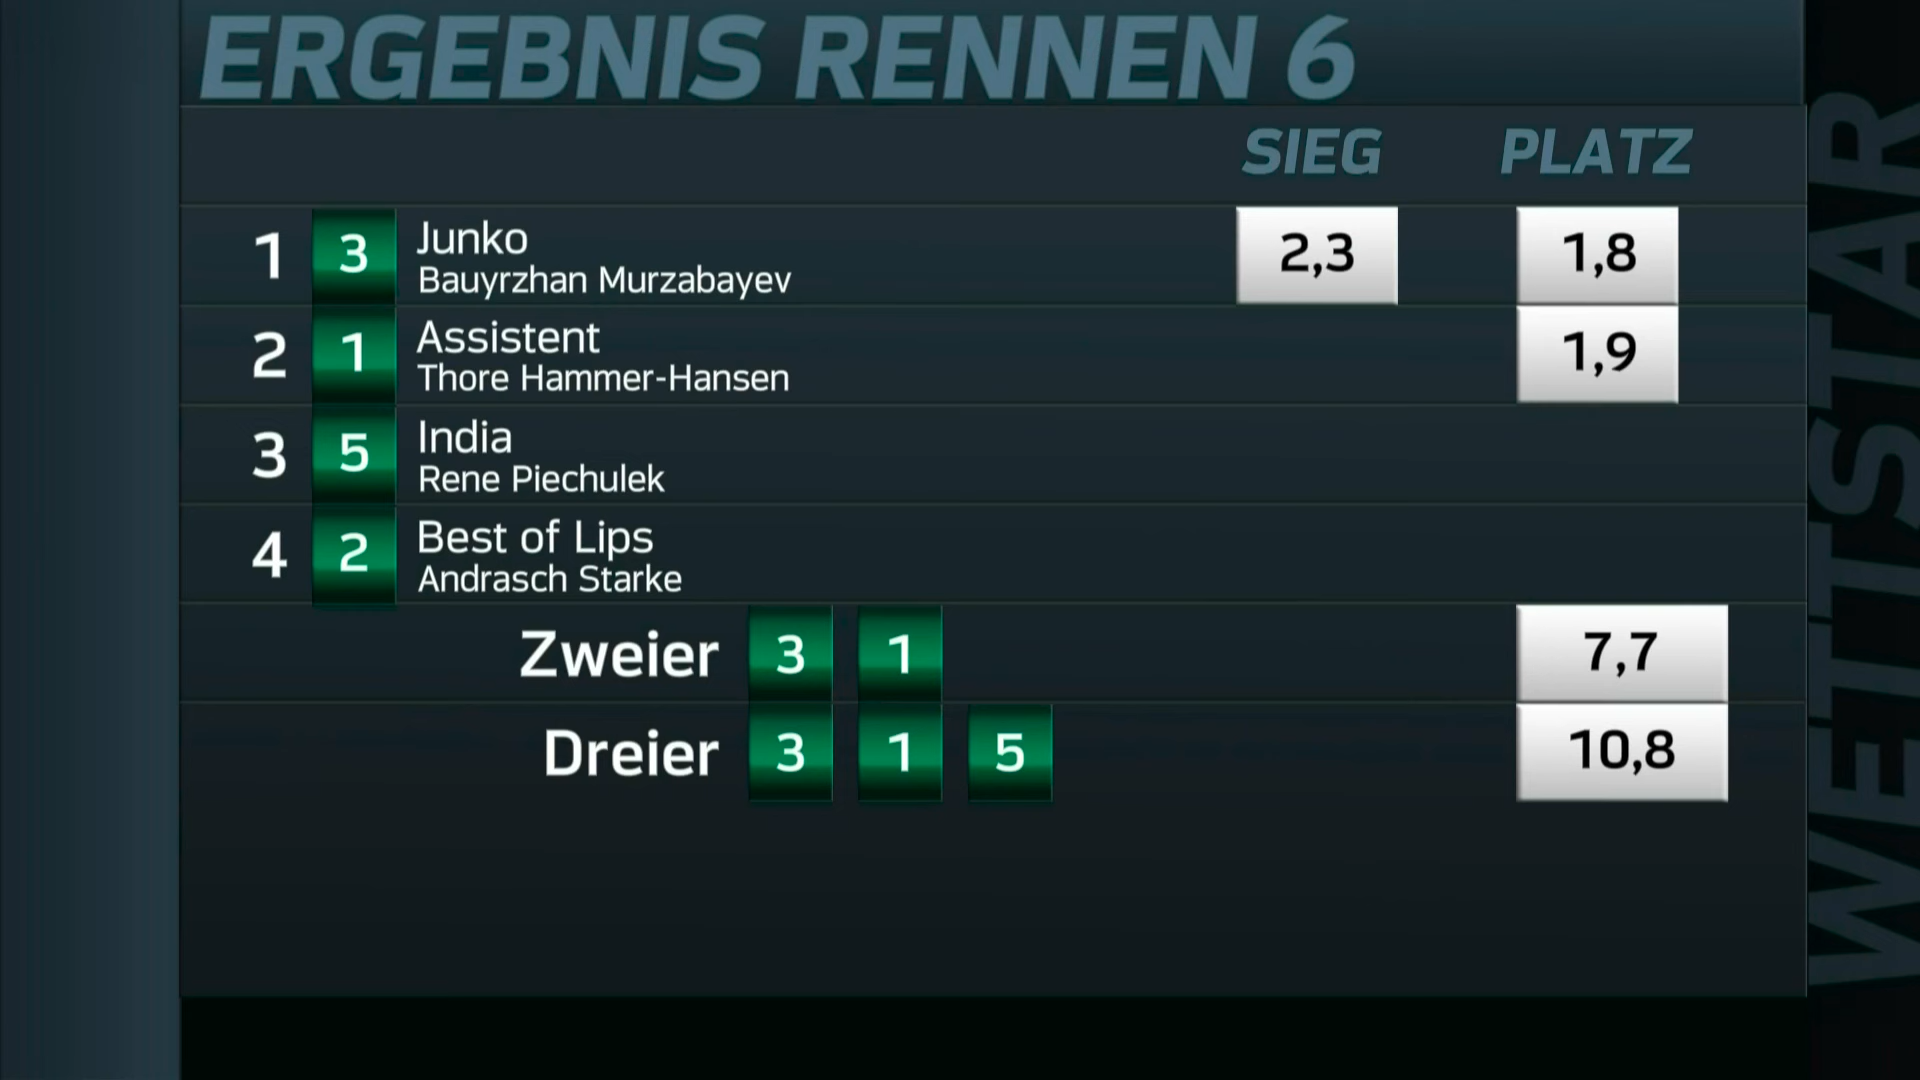 ERGEBNIS RENNEN 6
SIEG PLATZ
1 3 Junko 2,3 1,8
Bauyrzhan Murzabayev
2 1 Assistent 1,9
Thore Hammer-Hansen
3 5 India
Rene Piechulek
4 2 Best of Lips
Andrasch Starke
Zweier 3 1 7,7
Dreier 3 1 5 10,8
WETTSTAR